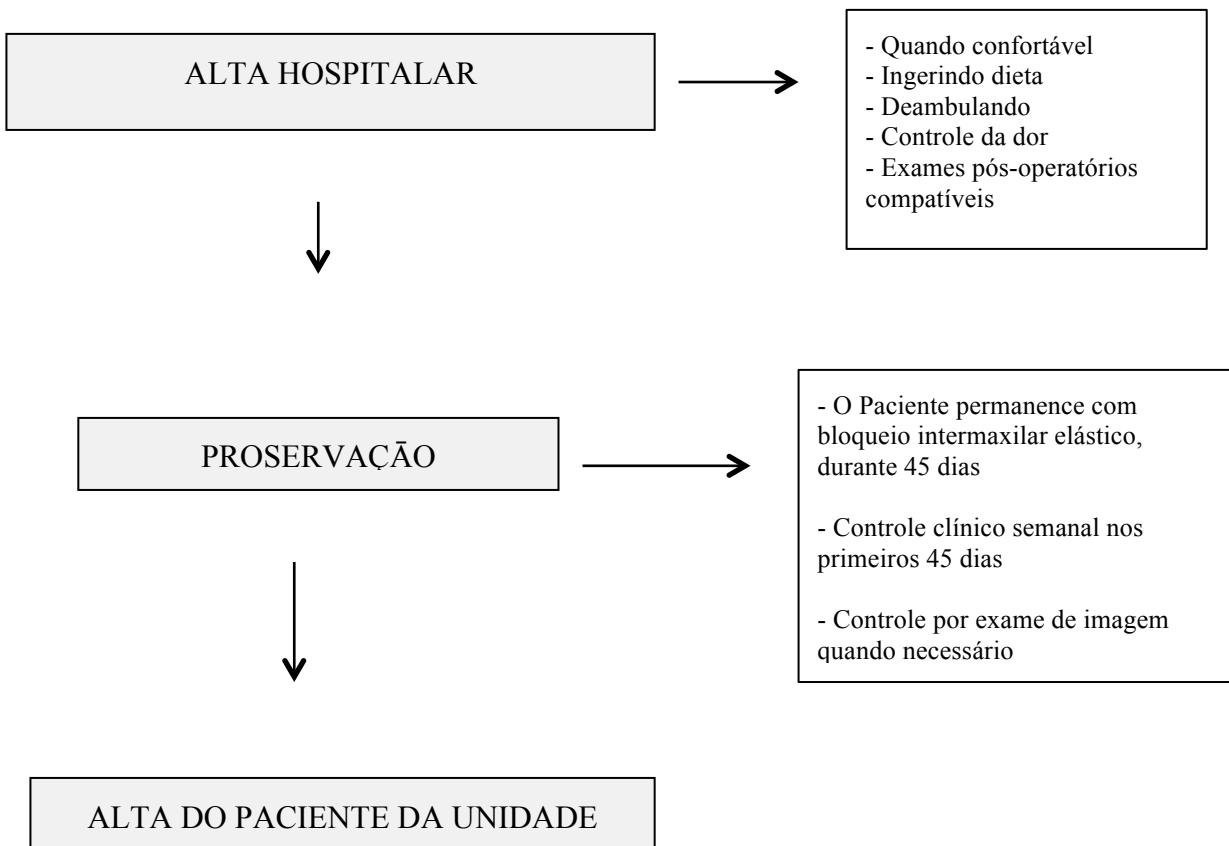 ALTA HOSPITALAR
- Quando confortável
- Ingerindo dieta
- Deambulando
- Controle da dor
- Exames pós-operatórios
compatíveis
PROSERVAÇÃO
- O Paciente permanence com
bloqueio intermaxilar elástico,
durante 45 dias
- Controle clínico semanal nos
primeiros 45 dias
- Controle por exame de imagem
quando necessário
ALTA DO PACIENTE DA UNIDADE